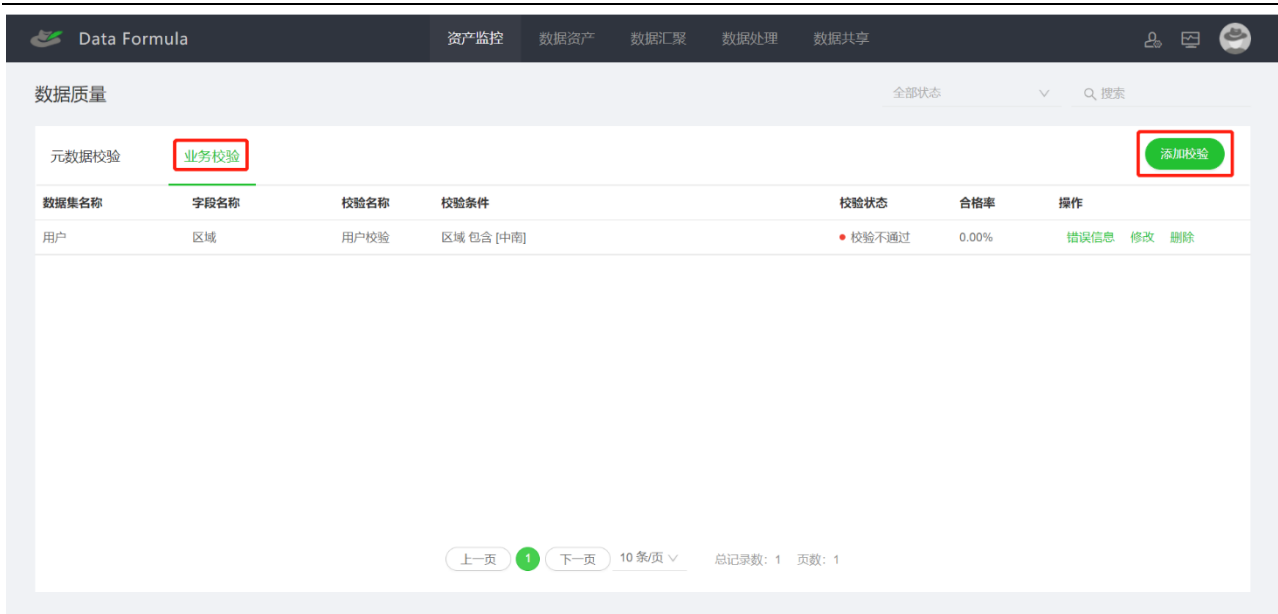 Data Formula 资产监控 数据资产 数据汇聚 数据处理 数据共享
数据质量 全部状态 搜索
元数据校验 业务校验 添加校验
数据集名称 字段名称 校验名称 校验条件 校验状态 合格率 操作
用户 区域 用户校验 区域 包含 [中南] 校验不通过 0.00% 错误信息 修改 删除
上一页 1 下一页 10 条/页 总记录数: 1 页数: 1